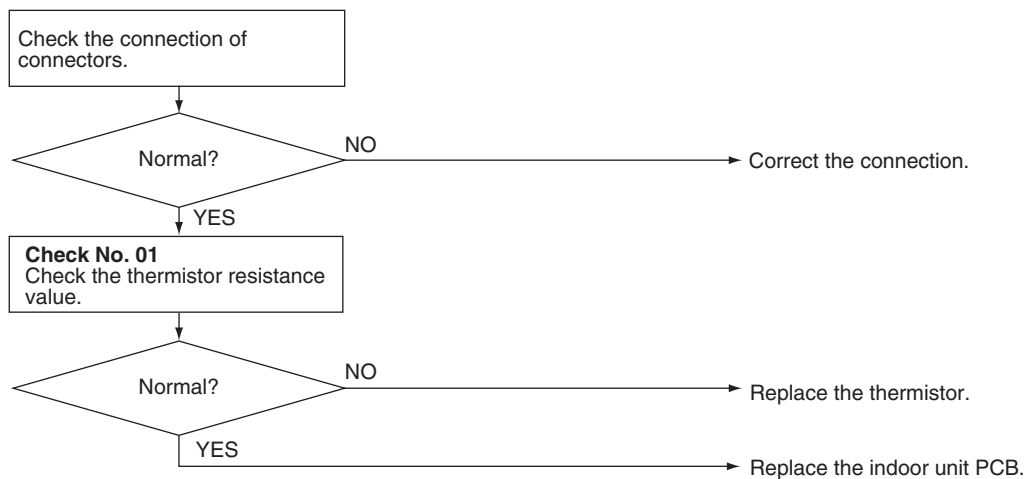 Check the connection of
connectors.
Normal?
NO
Correct the connection.
YES
Check No. 01
Check the thermistor resistance
value.
Normal?
NO
Replace the thermistor.
YES
Replace the indoor unit PCB.